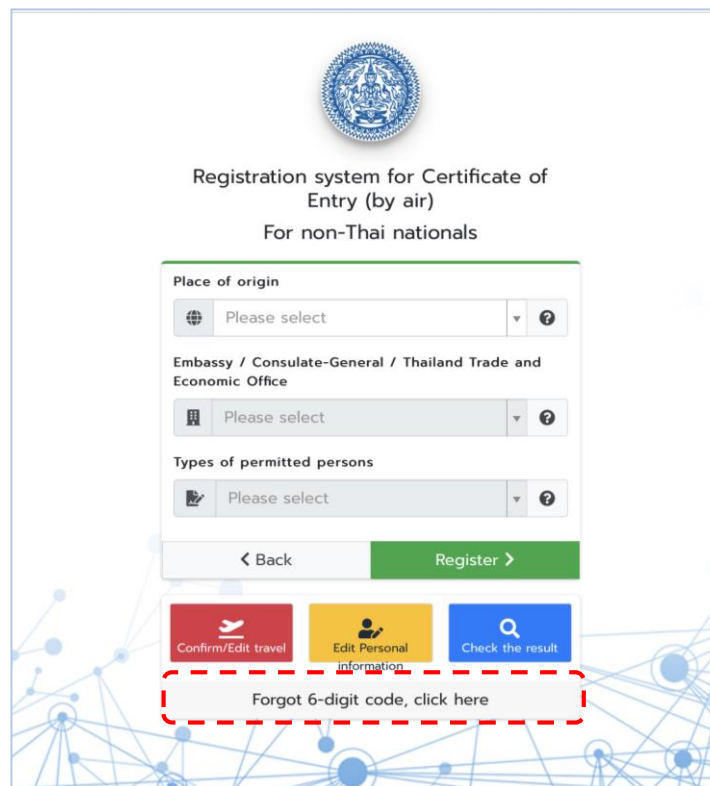 Registration system for Certificate of
Entry (by air)
For non-Thai nationals
Place of origin
Please select
Embassy / Consulate-General / Thailand Trade and
Economic Office
Please select
Types of permitted persons
Please select
Back
Register
Confirm/Edit travel
Edit Personal
information
Check the result
Forgot 6-digit code, click here